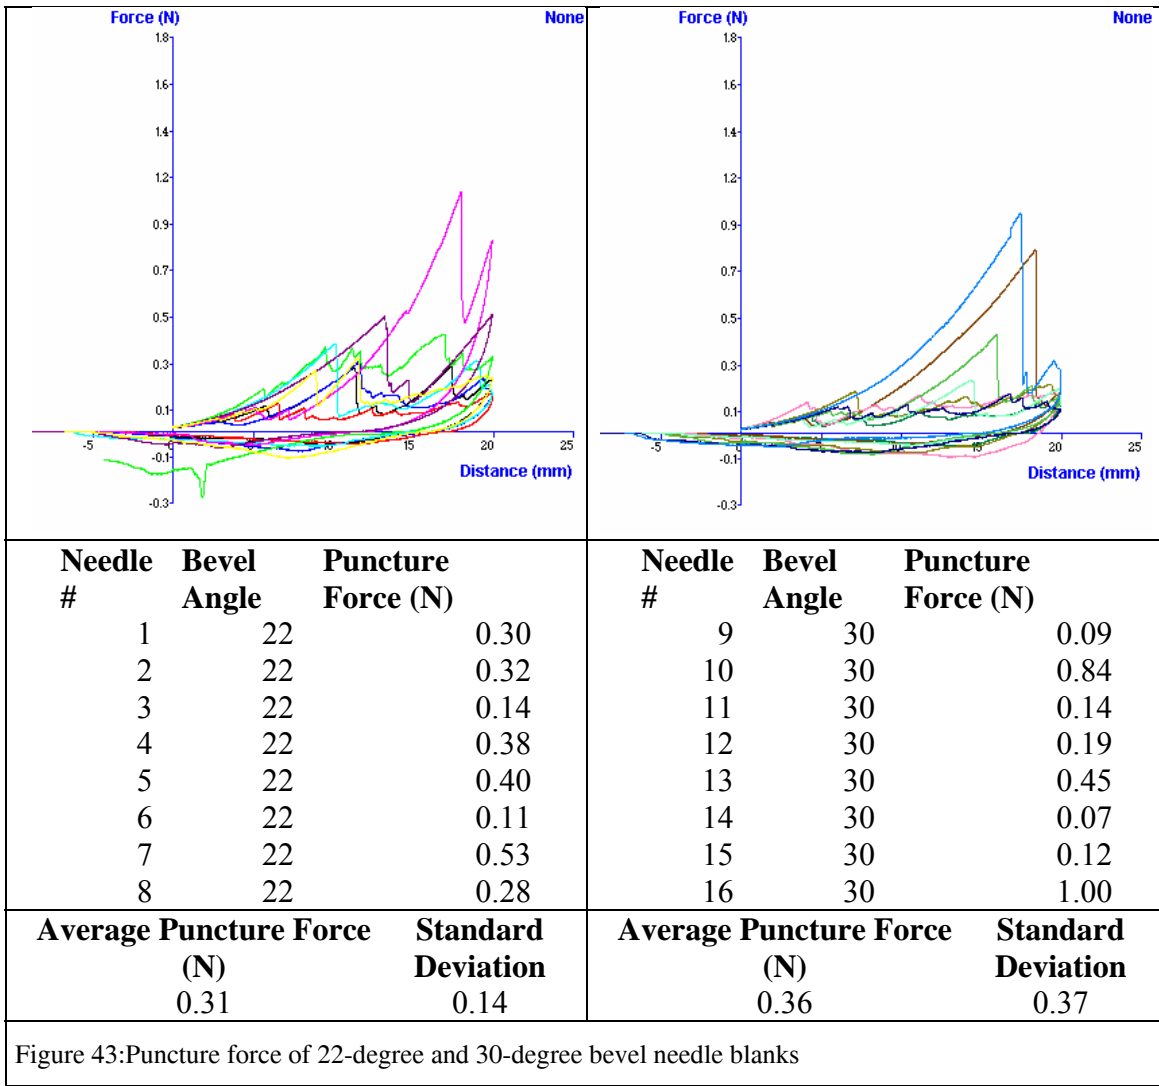 Force (N) None
1.8
1.6
1.4
1.2
0.9
0.7
0.5
0.3
0.1
-0.1
-0.3
-5 15 20 25
Distance (mm)
Force (N) None
1.8
1.6
1.4
1.2
0.9
0.7
0.5
0.3
0.1
-0.1
-0.3
-5 15 20 25
Distance (mm)
Needle Bevel Puncture
# Angle Force (N)
1 22 0.30
2 22 0.32
3 22 0.14
4 22 0.38
5 22 0.40
6 22 0.11
7 22 0.53
8 22 0.28
Average Puncture Force Standard
(N) Deviation
0.31 0.14
Needle Bevel Puncture
# Angle Force (N)
9 30 0.09
10 30 0.84
11 30 0.14
12 30 0.19
13 30 0.45
14 30 0.07
15 30 0.12
16 30 1.00
Average Puncture Force Standard
(N) Deviation
0.36 0.37
Figure 43:Puncture force of 22-degree and 30-degree bevel needle blanks